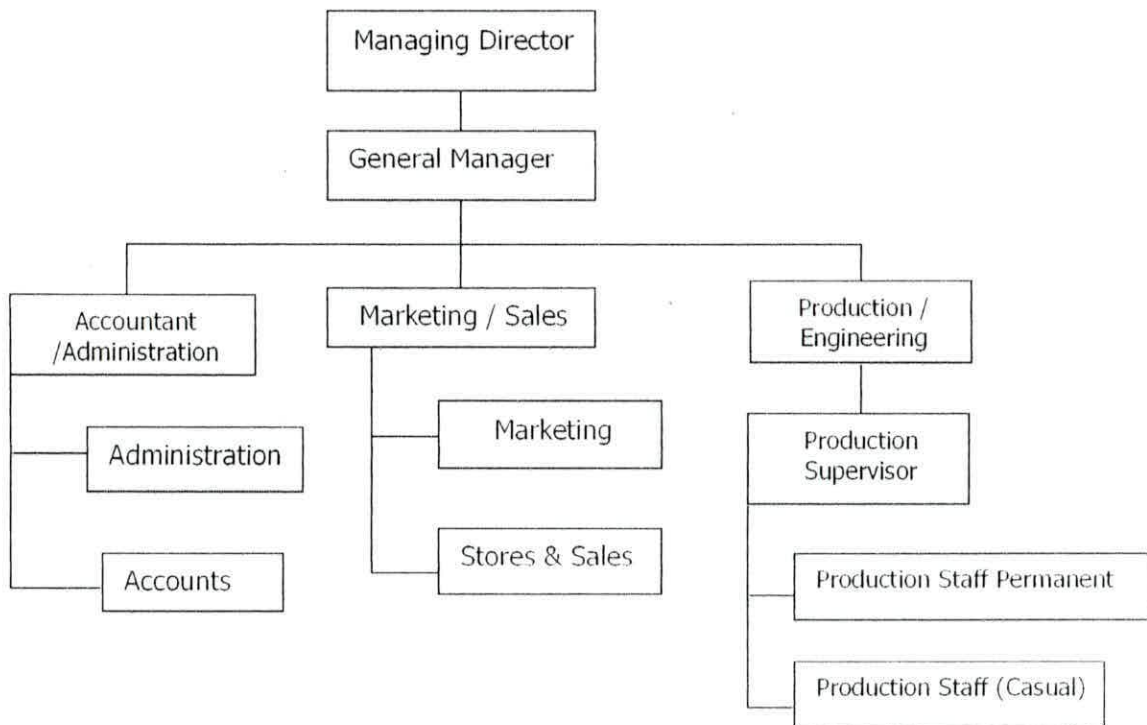 Managing Director
General Manager
Accountant
/Administration
Marketing / Sales
Production /
Engineering
Administration
Marketing
Production
Supervisor
Accounts
Stores & Sales
Production Staff Permanent
Production Staff (Casual)